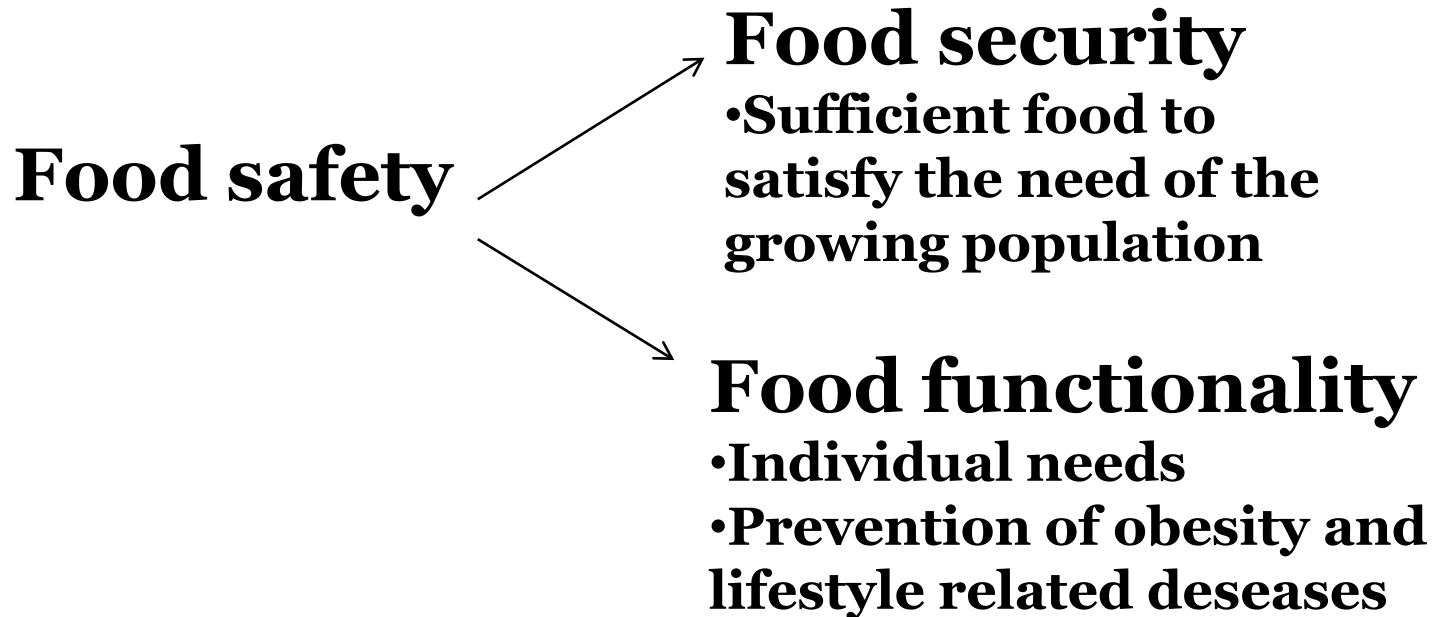 Food security
•Sufficient food to
satisfy the need of the
growing population
Food safety
Food functionality
•Individual needs
•Prevention of obesity and
lifestyle related deseases